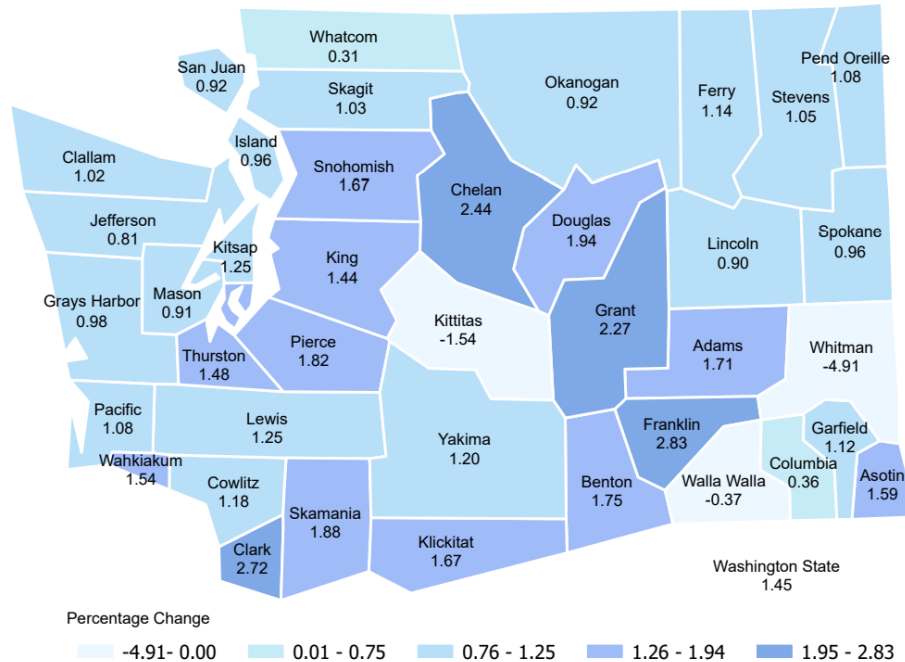 Whatcom
0.31
San Juan
0.92
Skagit
1.03
Okanogan
0.92
Ferry
1.14
Stevens
1.05
Pend Oreille
1.08
Island
0.96
Clallam
1.02
Snohomish
1.67
Chelan
2.44
Douglas
1.94
Jefferson
0.81
Kitsap
1.25
King
1.44
Lincoln
0.90
Spokane
0.96
Grays Harbor
0.98
Mason
0.91
Kittitas
-1.54
Grant
2.27
Thurston
1.48
Pierce
1.82
Adams
1.71
Whitman
-4.91
Pacific
1.08
Lewis
1.25
Yakima
1.20
Franklin
2.83
Garfield
1.12
Wahkiakum
1.54
Cowlitz
1.18
Skamania
1.88
Benton
1.75
Walla Walla
-0.37
Columbia
0.36
Asotin
1.59
Clark
2.72
Klickitat
1.67
Washington State
1.45
Percentage Change
-4.91- 0.00
0.01 - 0.75
0.76 - 1.25
1.26 - 1.94
1.95 - 2.83